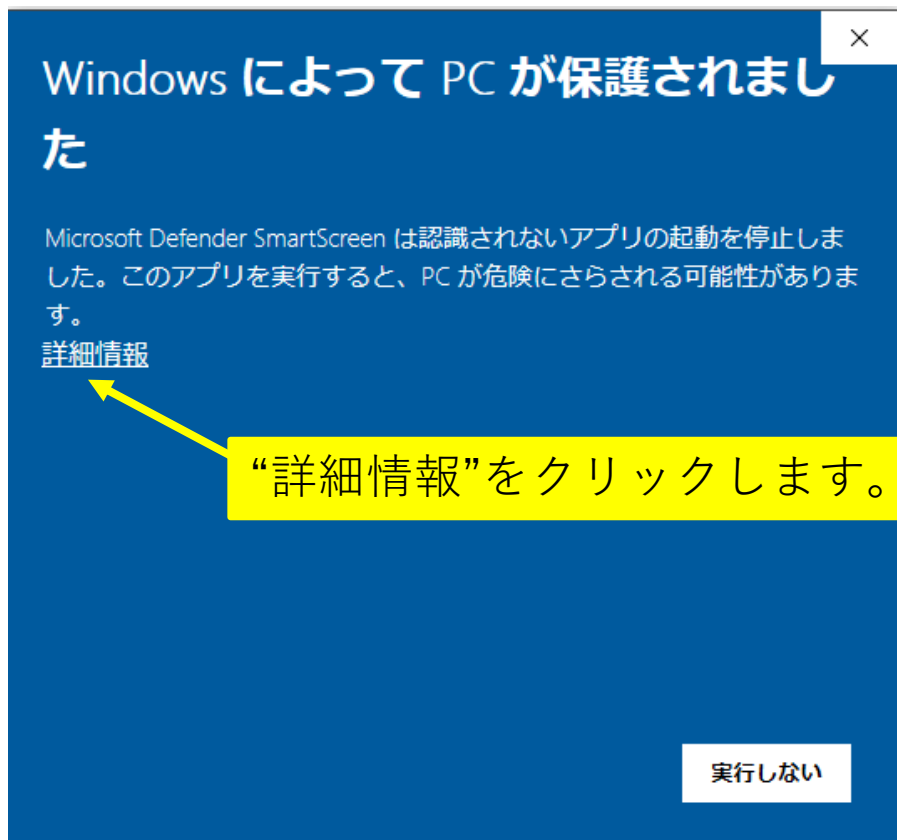 Windows によって PC が保護されまし
た
Microsoft Defender SmartScreen は認識されないアプリの起動を停止しま
した。このアプリを実行すると、PC が危険にさらされる可能性がありま
す。
詳細情報
“詳細情報”をクリックします。
実行しない